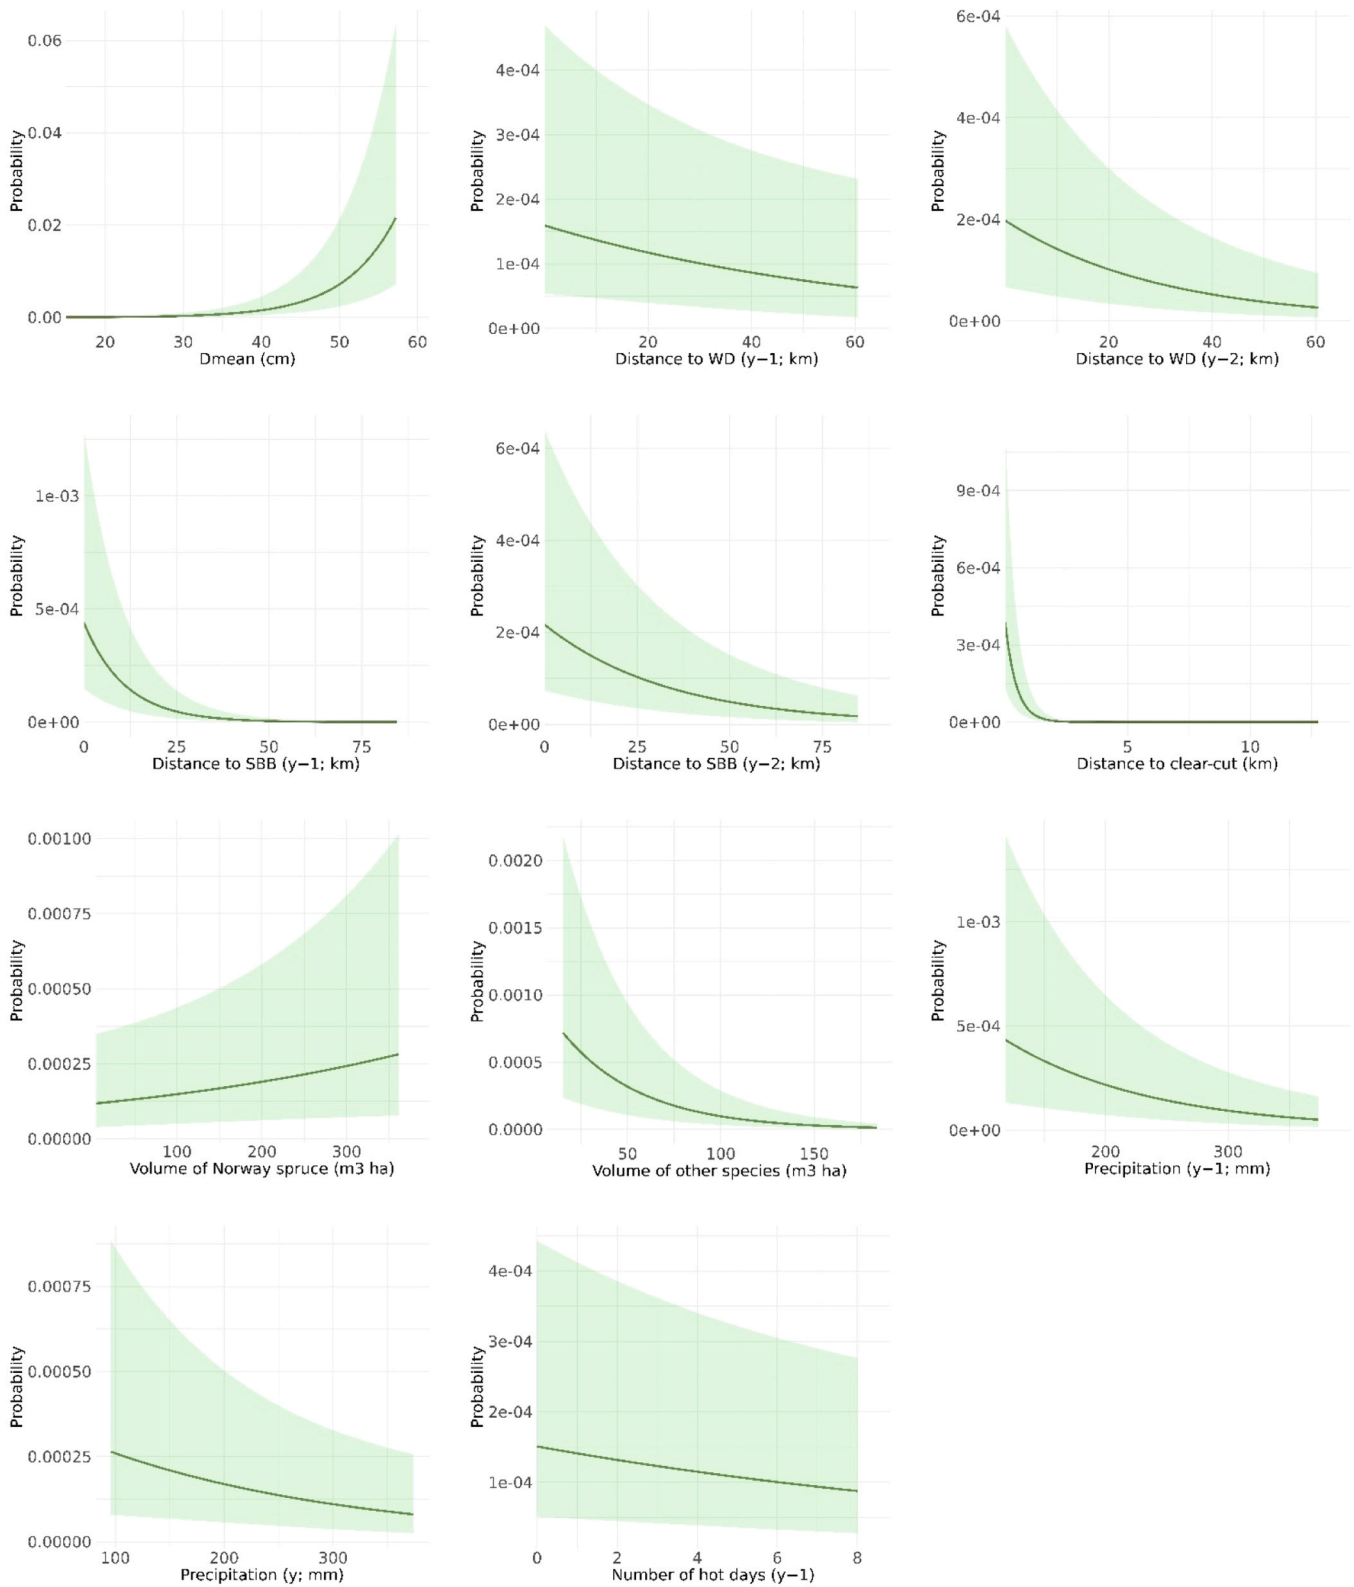 Probability
0.06
0.04
0.02
0.00
20 30 40 50 60
Dmean (cm)
Probability
4e-04
3e-04
2e-04
1e-04
0e+00
20 40 60
Distance to WD (y−1; km)
Probability
6e-04
4e-04
2e-04
0e+00
20 40 60
Distance to WD (y−2; km)
Probability
1e-03
5e-04
0e+00
0 25 50 75
Distance to SBB (y−1; km)
Probability
6e-04
4e-04
2e-04
0e+00
0 25 50 75
Distance to SBB (y−2; km)
Probability
9e-04
6e-04
3e-04
0e+00
5 10
Distance to clear-cut (km)
Probability
0.00100
0.00075
0.00050
0.00025
0.00000
100 200 300
Volume of Norway spruce (m3 ha)
Probability
0.0020
0.0015
0.0010
0.0005
0.0000
50 100 150
Volume of other species (m3 ha)
Probability
1e-03
5e-04
0e+00
200 300
Precipitation (y−1; mm)
Probability
0.00075
0.00050
0.00025
0.00000
100 200 300
Precipitation (y; mm)
Probability
4e-04
3e-04
2e-04
1e-04
0 2 4 6 8
Number of hot days (y−1)